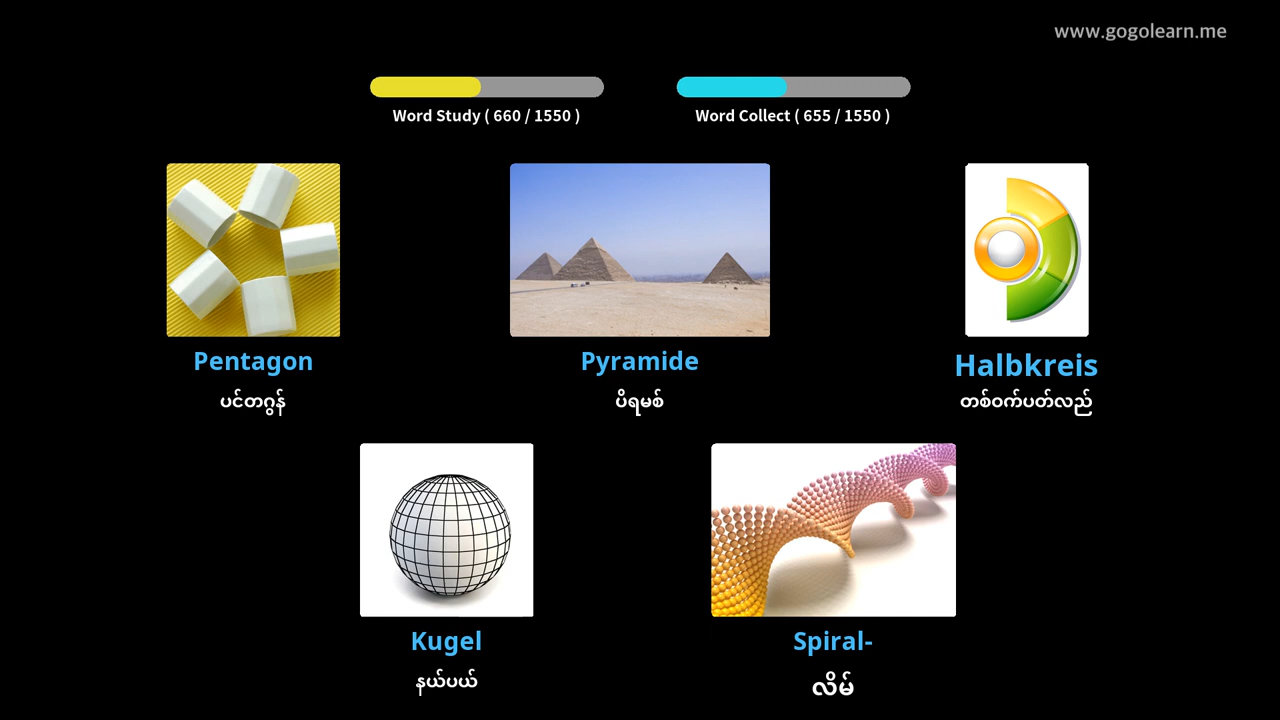 www.gogolearn.me
Word Study ( 660 / 1550 )
Word Collect ( 655 / 1550 )
Pentagon
Pyramide
Halbkreis
ပင်တဂွန်
ပိရမစ်
တစ်ဝက်ပတ်လည်
Kugel
Spiral-
နယ်ပယ်
လိမ်